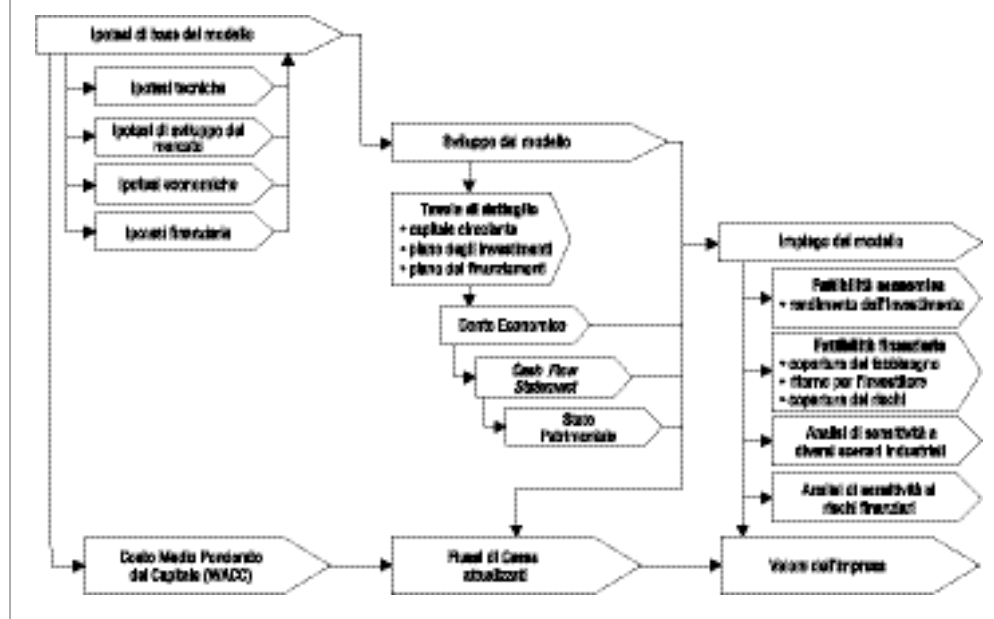 Ipotesi di base del modello
Ipotesi tecniche
Ipotesi di sviluppo del
mercato
Ipotesi economiche
Ipotesi finanziarie
Sviluppo del modello
Tavole di dettaglio
• capitale circolante
• piano degli investimenti
• piano dei finanziamenti
Conto Economico
Cash Flow
Statement
Stato
Patrimoniale
Impiego del modello
Fattibilità economica
• rendimento dell'investimento
Fattibilità finanziaria
• copertura del fabbisogno
• ritorno per l'investitore
• copertura dei rischi
Analisi di sensitività a
diversi scenari industriali
Analisi di sensitività ai
rischi finanziari
Costo Medio Ponderato
del Capitale (WACC)
Flussi di Cassa
attualizzati
Valore dell'impresa